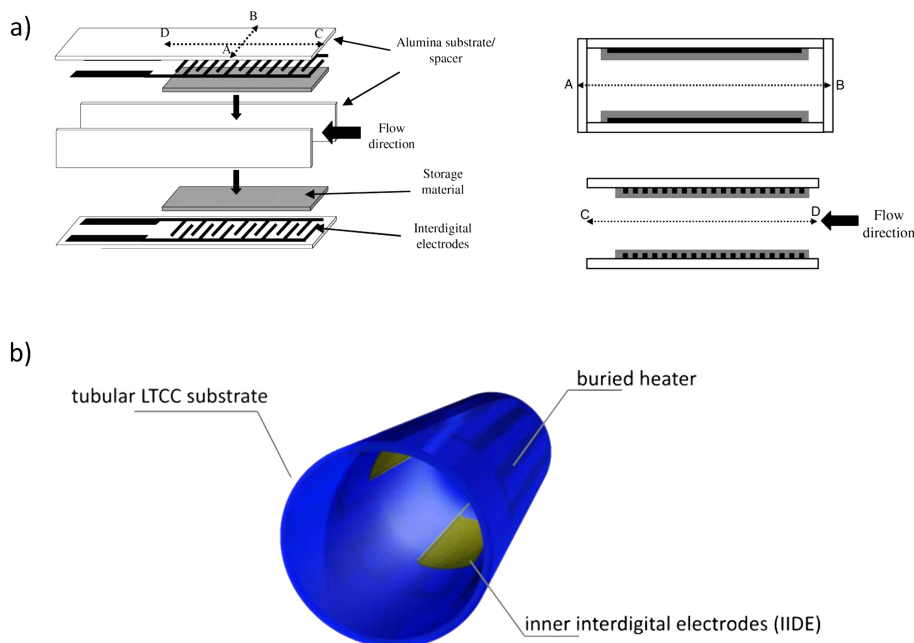 a)
B
D
C
A
Alumina substrate/
spacer
Flow
direction
Storage
material
Interdigital
electrodes
A
B
C
D
Flow
direction
b)
tubular LTCC substrate
buried heater
inner interdigital electrodes (IIDE)